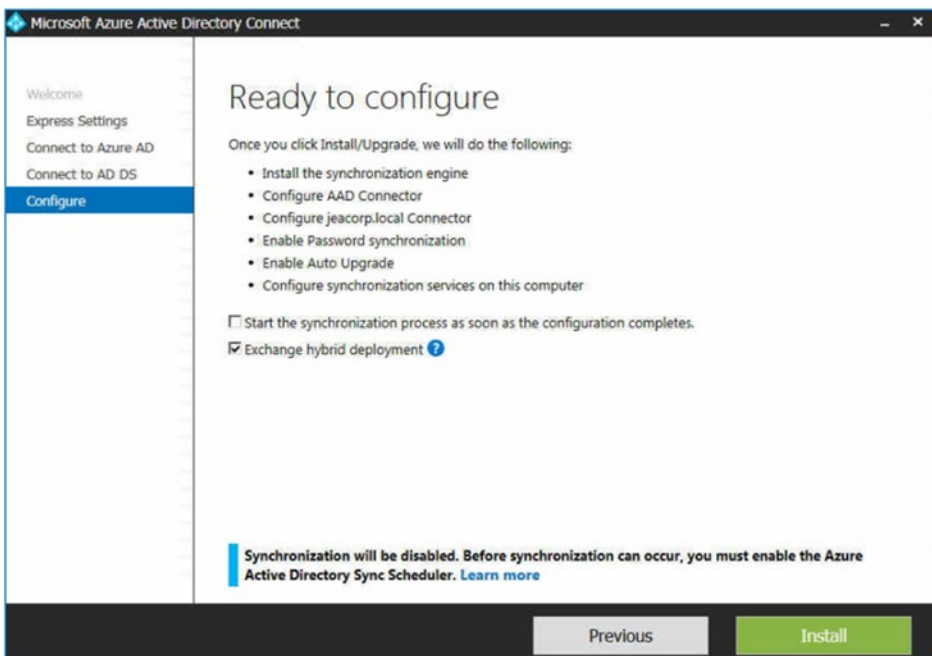 Microsoft Azure Active Directory Connect
Welcome
Express Settings
Connect to Azure AD
Connect to AD DS
Configure
Ready to configure
Once you click Install/Upgrade, we will do the following:
• Install the synchronization engine
• Configure AAD Connector
• Configure jeacorp.local Connector
• Enable Password synchronization
• Enable Auto Upgrade
• Configure synchronization services on this computer
Start the synchronization process as soon as the configuration completes.
Exchange hybrid deployment ?
Synchronization will be disabled. Before synchronization can occur, you must enable the Azure
Active Directory Sync Scheduler. Learn more
Previous
Install